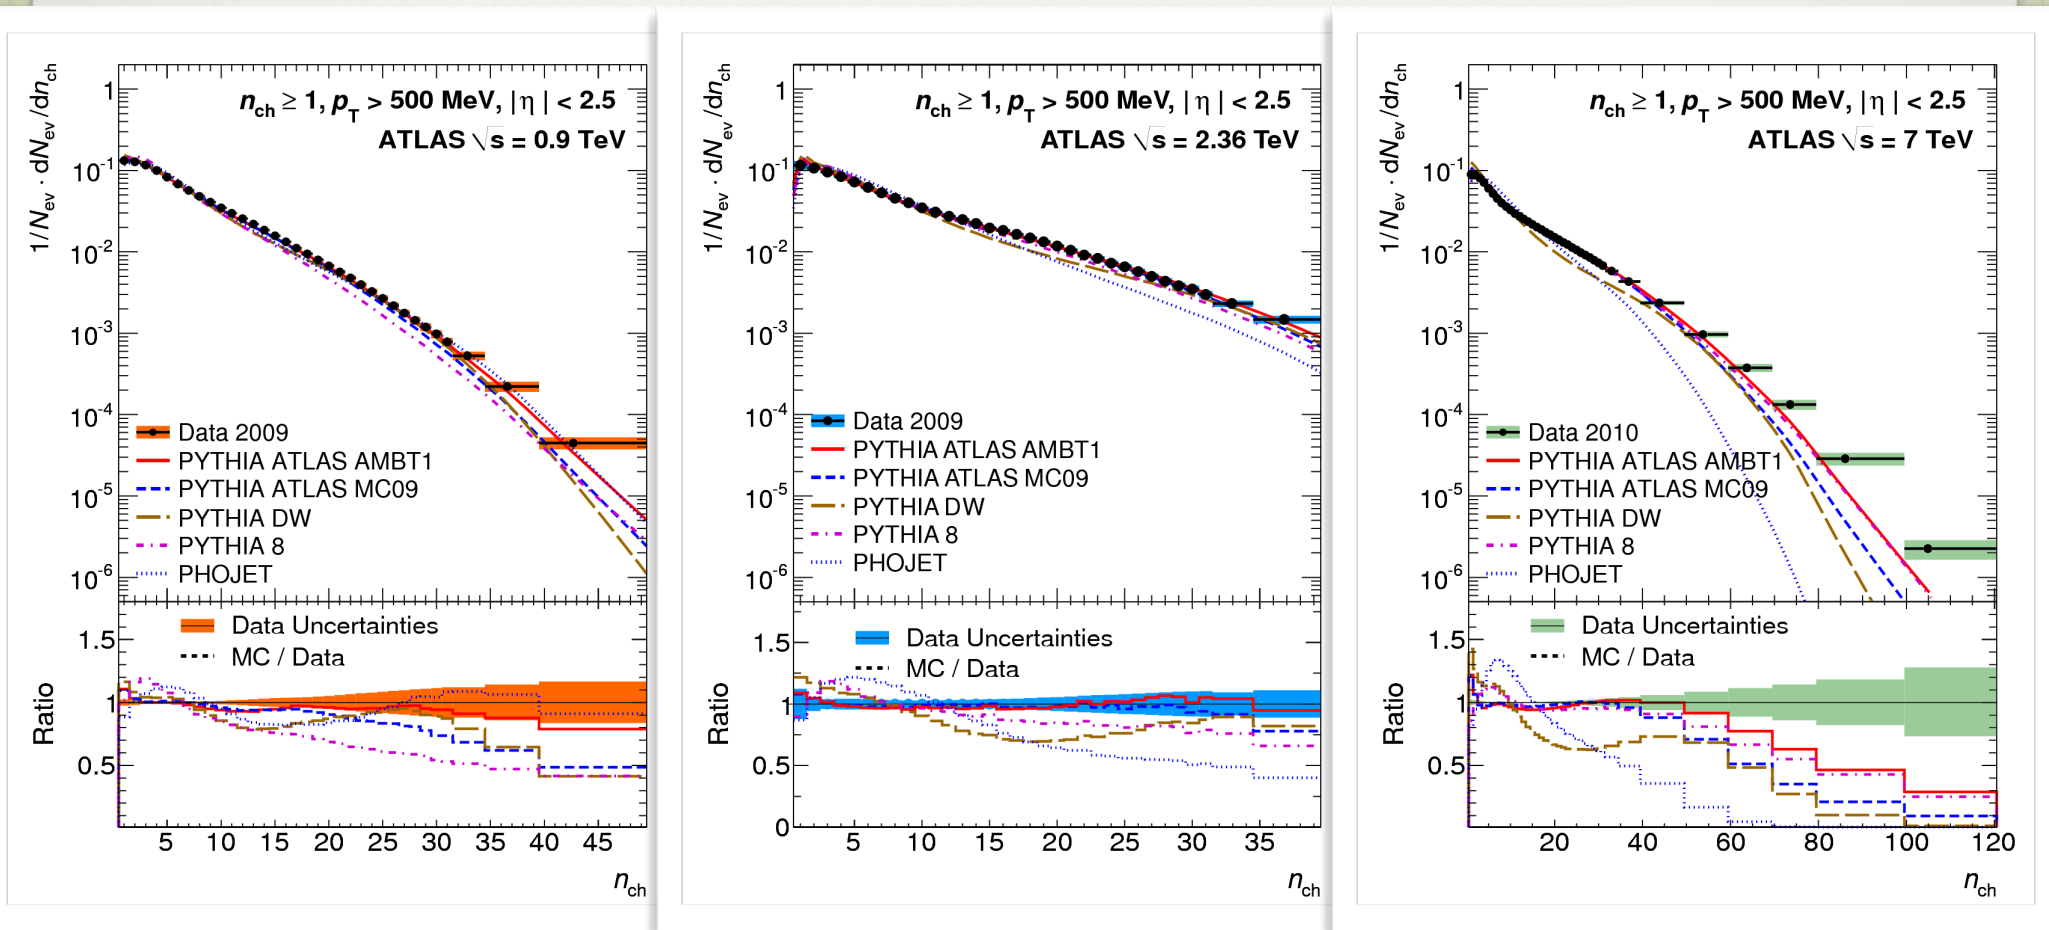 1/N_ev · dN_ev/dn_ch
n_ch ≥ 1, p_T > 500 MeV, |η| < 2.5
ATLAS √s = 0.9 TeV
1
10^-1
10^-2
10^-3
10^-4
10^-5
10^-6
Data 2009
PYTHIA ATLAS AMBT1
PYTHIA ATLAS MC09
PYTHIA DW
PYTHIA 8
PHOJET
Ratio
1.5
1
0.5
Data Uncertainties
MC / Data
5 10 15 20 25 30 35 40 45
n_ch
1/N_ev · dN_ev/dn_ch
n_ch ≥ 1, p_T > 500 MeV, |η| < 2.5
ATLAS √s = 2.36 TeV
1
10^-1
10^-2
10^-3
10^-4
10^-5
10^-6
Data 2009
PYTHIA ATLAS AMBT1
PYTHIA ATLAS MC09
PYTHIA DW
PYTHIA 8
PHOJET
Ratio
1.5
1
0.5
0
Data Uncertainties
MC / Data
5 10 15 20 25 30 35
n_ch
1/N_ev · dN_ev/dn_ch
n_ch ≥ 1, p_T > 500 MeV, |η| < 2.5
ATLAS √s = 7 TeV
1
10^-1
10^-2
10^-3
10^-4
10^-5
10^-6
Data 2010
PYTHIA ATLAS AMBT1
PYTHIA ATLAS MC09
PYTHIA DW
PYTHIA 8
PHOJET
Ratio
1.5
1
0.5
Data Uncertainties
MC / Data
20 40 60 80 100 120
n_ch